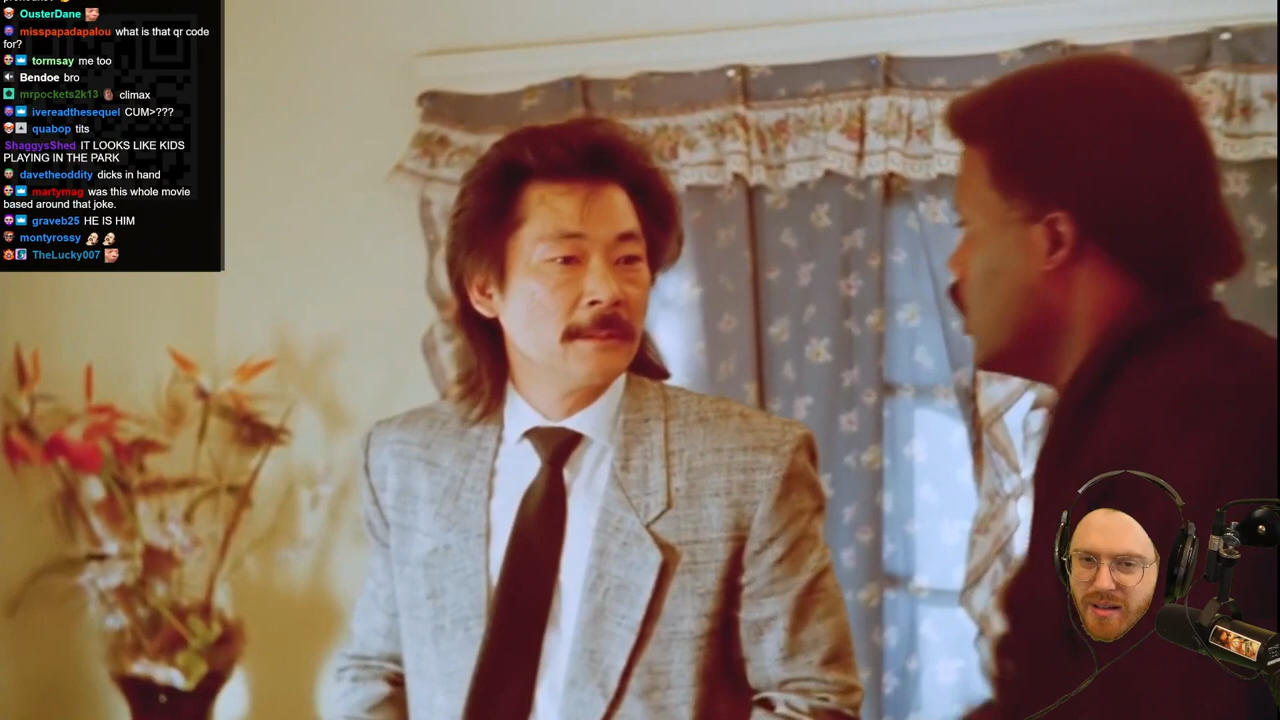 OusterDane
misspapadapalou what is that qr code
for?
tormsay me too
Bendoe bro
mrpockets2k13 climax
ivereadthesequel CUM>???
quabop tits
ShaggysShed IT LOOKS LIKE KIDS
PLAYING IN THE PARK
davetheoddity dicks in hand
martymag was this whole movie
based around that joke.
graveb25 HE IS HIM
montyrossy
TheLucky007